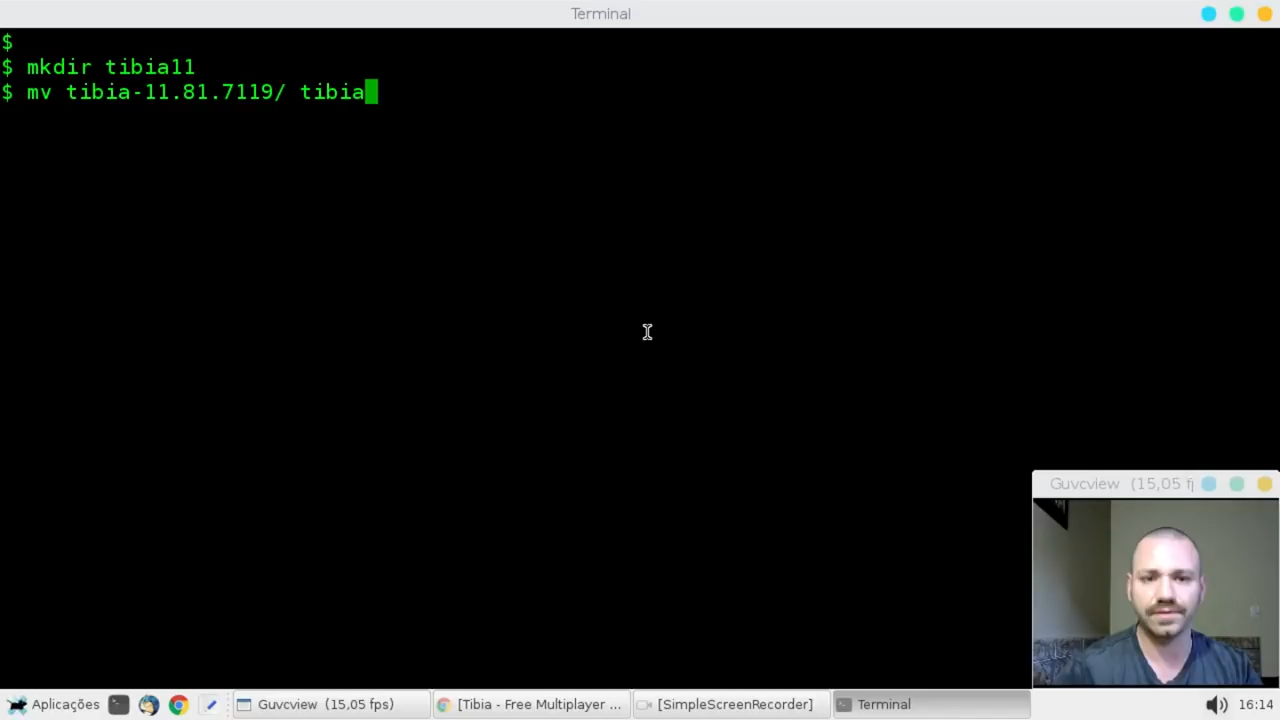 Terminal
$
$ mkdir tibia11
$ mv tibia-11.81.7119/ tibia
Guvcview (15,05 f
Aplicações
Guvcview (15,05 fps)
[Tibia - Free Multiplayer ...
[SimpleScreenRecorder]
Terminal
16:14